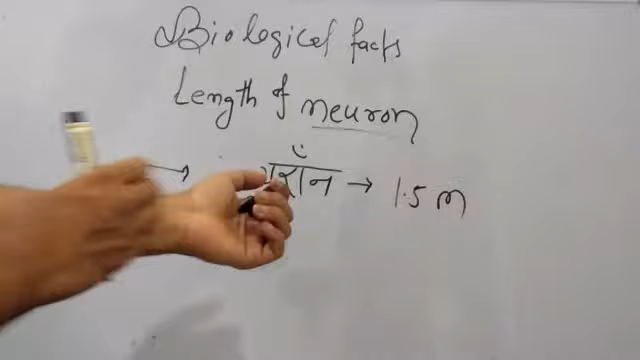 Biological facts
Length of neuron
→ → 1.5 m